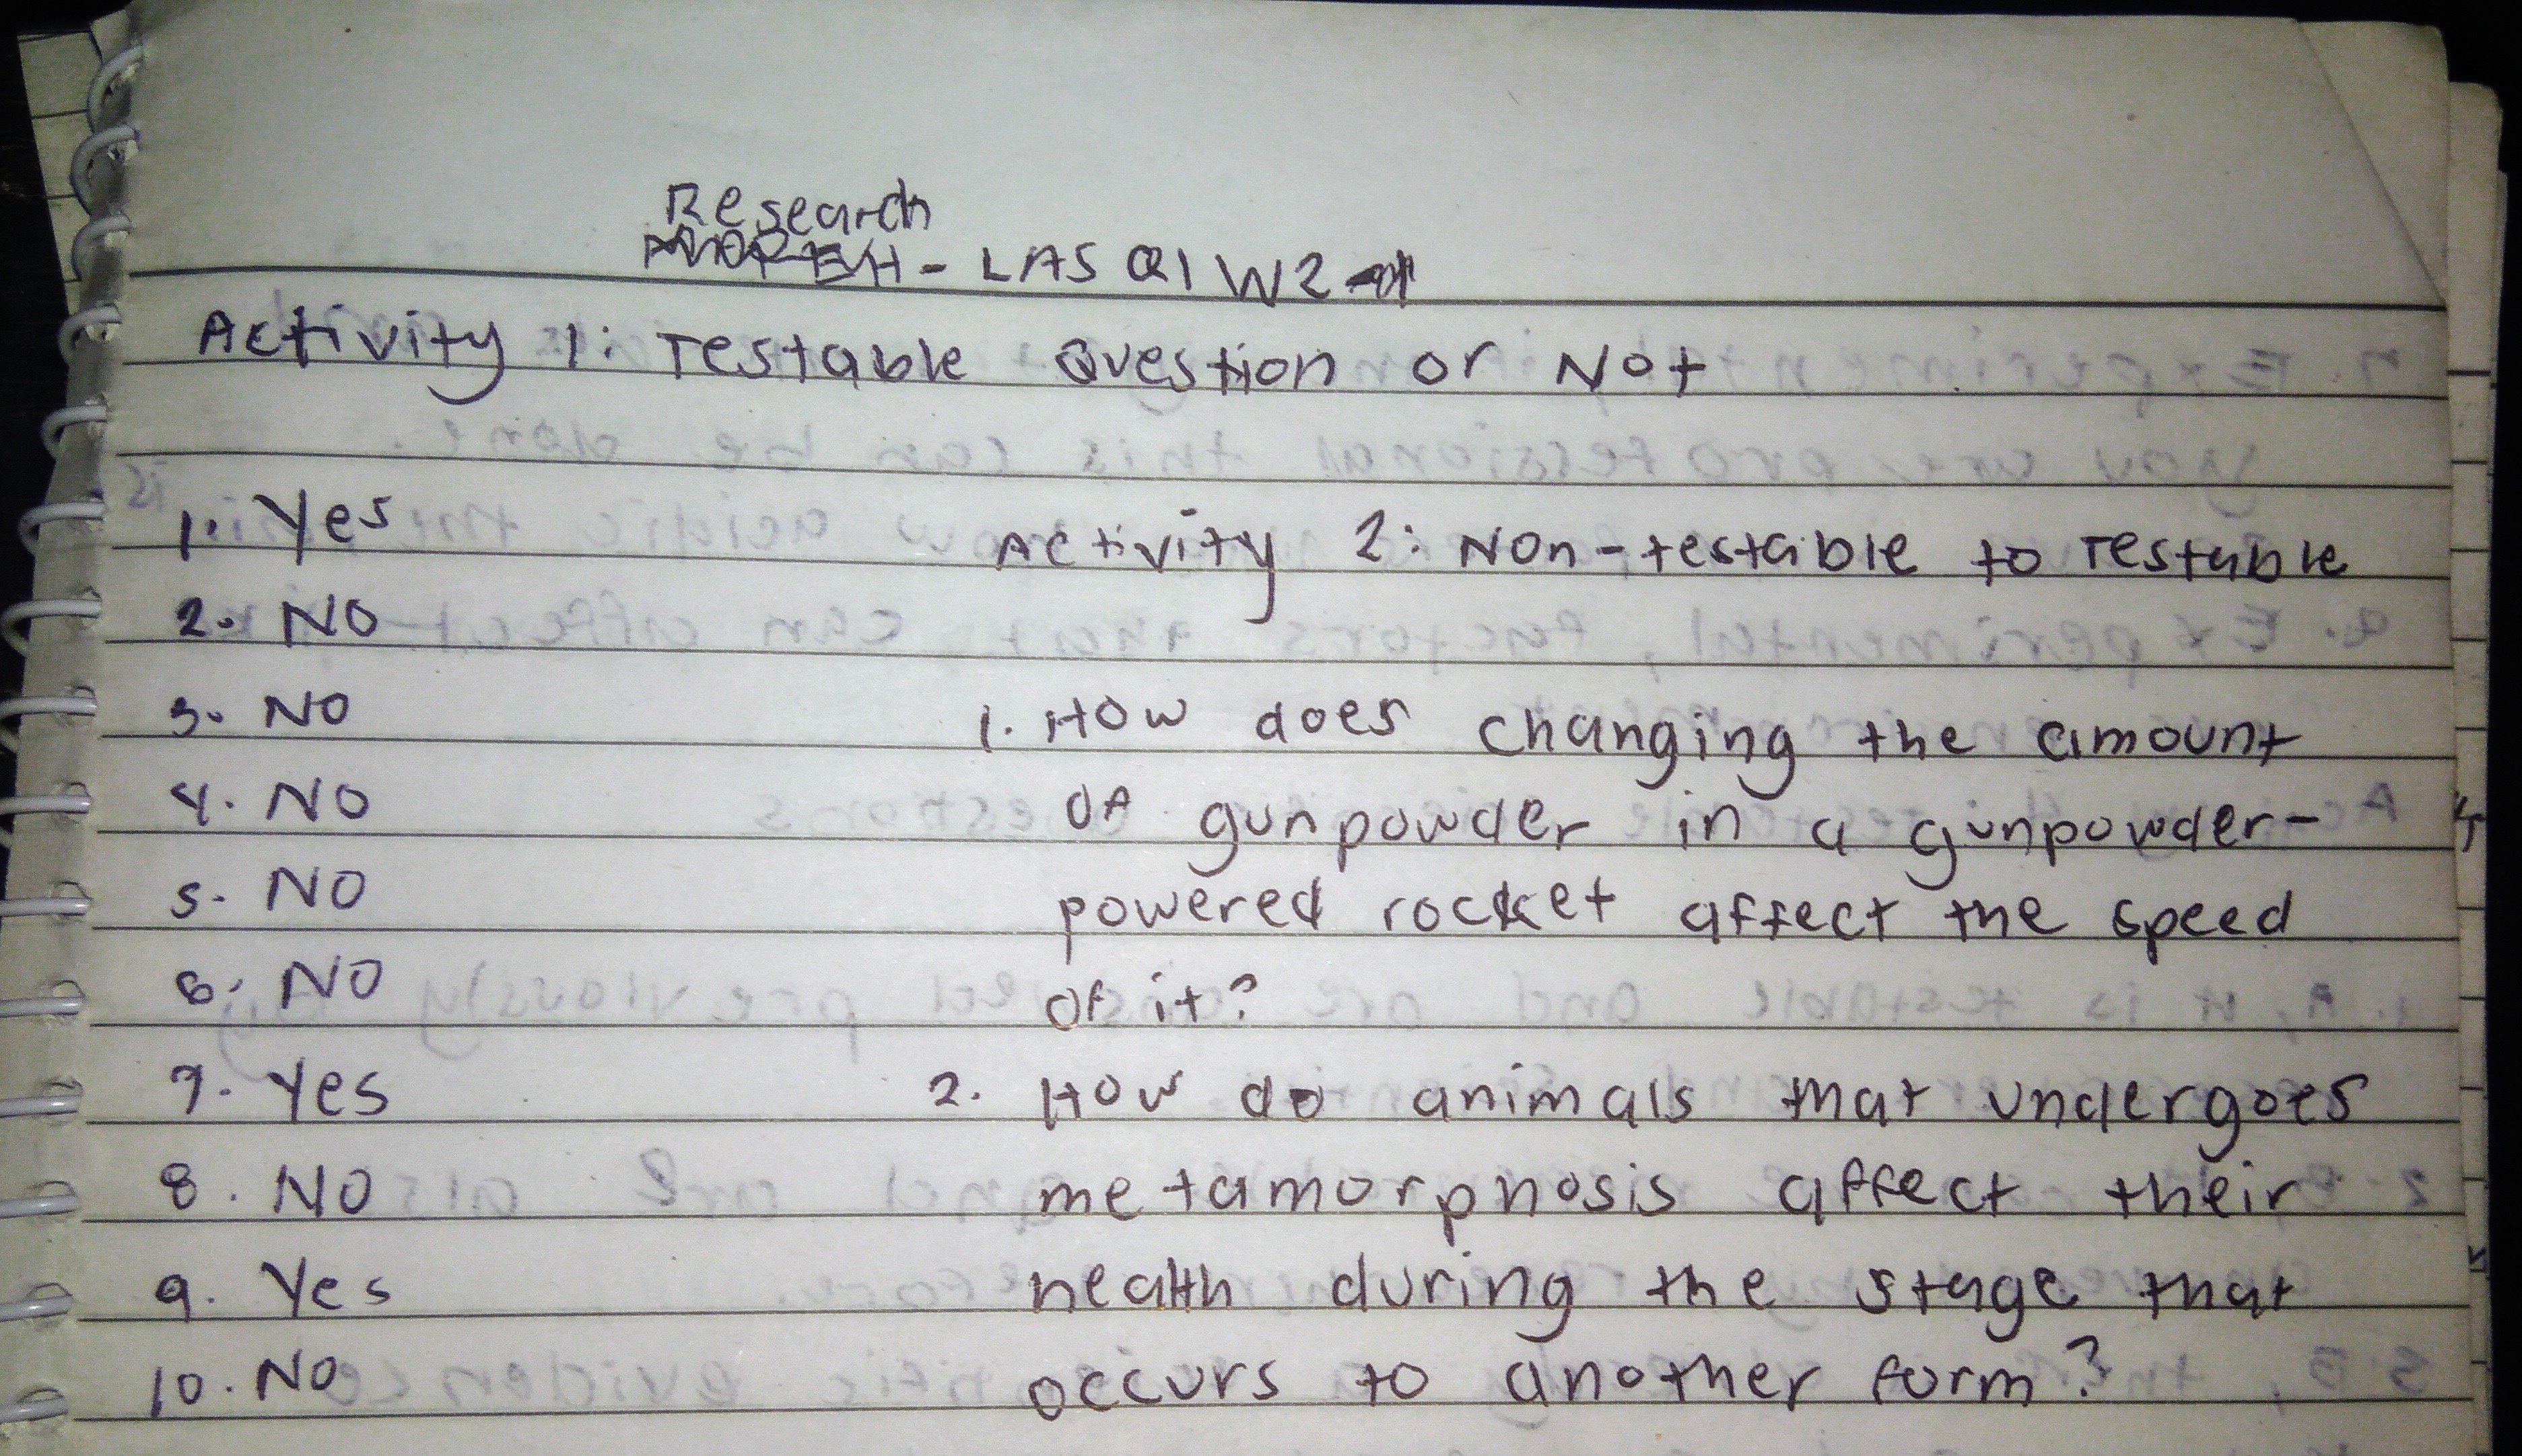 Research
- LAS Q1 W2
Activity 1: Testable Question or Not
1. Yes
2. NO
3. NO
4. NO
5. NO
6. NO
7. Yes
8. NO
9. Yes
10. NO
Activity 2: Non-testable to Testable
1. How does changing the amount
of gunpowder in a gunpowder-
powered rocket affect the speed
of it?
2. How do animals that undergoes
metamorphosis affect their
health during the stage that
occurs to another form?